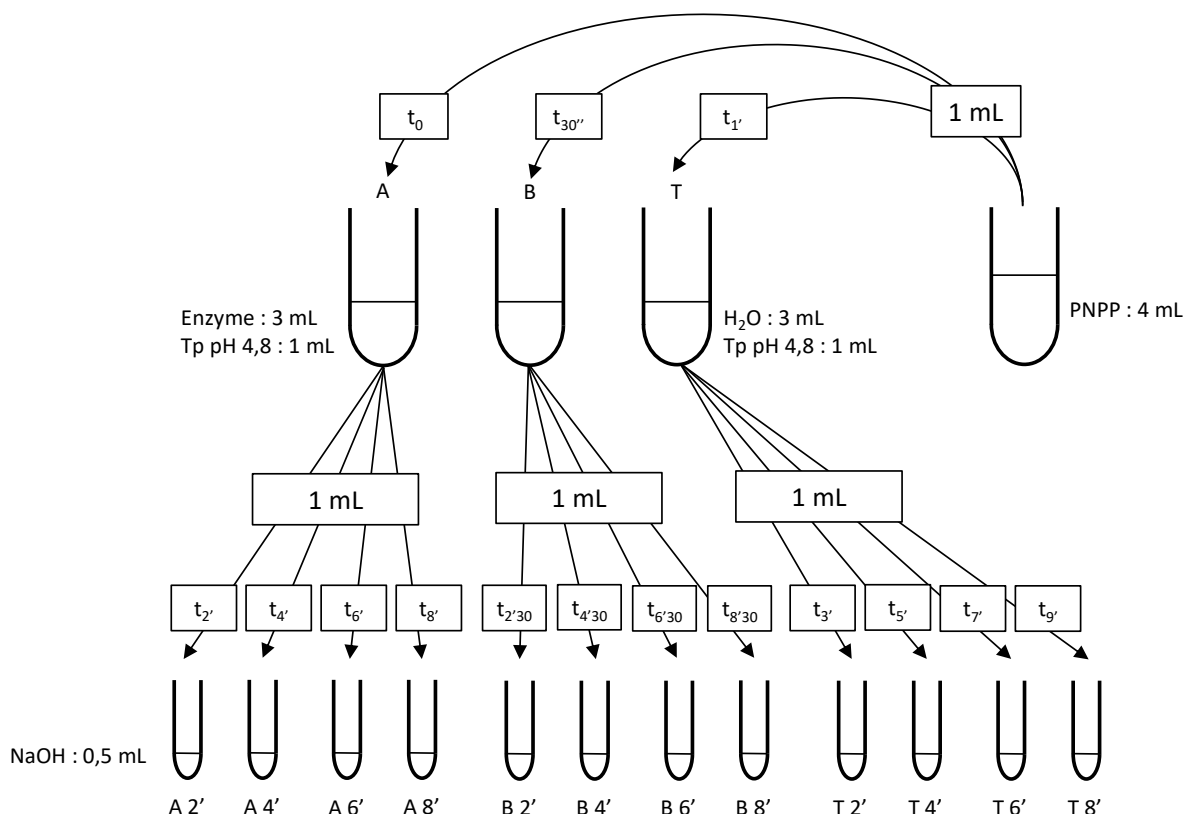 1 mL
t0
t30’’
t1’
A
B
T
Enzyme : 3 mL
Tp pH 4,8 : 1 mL
H2O : 3 mL
Tp pH 4,8 : 1 mL
PNPP : 4 mL
1 mL
1 mL
1 mL
t2’
t4’
t6’
t8’
t2’30
t4’30
t6’30
t8’30
t3’
t5’
t7’
t9’
NaOH : 0,5 mL
A 2’
A 4’
A 6’
A 8’
B 2’
B 4’
B 6’
B 8’
T 2’
T 4’
T 6’
T 8’